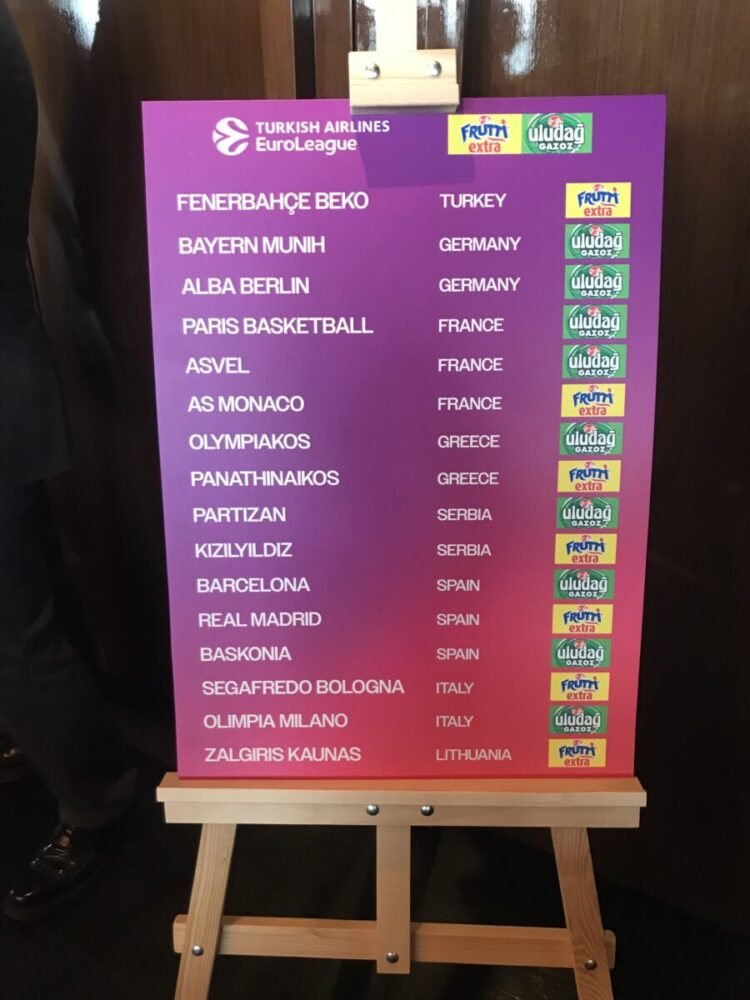 TURKISH AIRLINES FRUTTI uludağ
EuroLeague extra GAZOZ
FENERBAHÇE BEKO TURKEY FRUTTI extra
BAYERN MUNIH GERMANY uludağ GAZOZ
ALBA BERLIN GERMANY uludağ GAZOZ
PARIS BASKETBALL FRANCE uludağ GAZOZ
ASVEL FRANCE uludağ GAZOZ
AS MONACO FRANCE FRUTTI extra
OLYMPIAKOS GREECE uludağ GAZOZ
PANATHINAIKOS GREECE FRUTTI extra
PARTIZAN SERBIA uludağ GAZOZ
KIZILYILDIZ SERBIA FRUTTI extra
BARCELONA SPAIN uludağ GAZOZ
REAL MADRID SPAIN FRUTTI extra
BASKONIA SPAIN uludağ GAZOZ
SEGAFREDO BOLOGNA ITALY FRUTTI extra
OLIMPIA MILANO ITALY uludağ GAZOZ
ZALGIRIS KAUNAS LITHUANIA FRUTTI extra